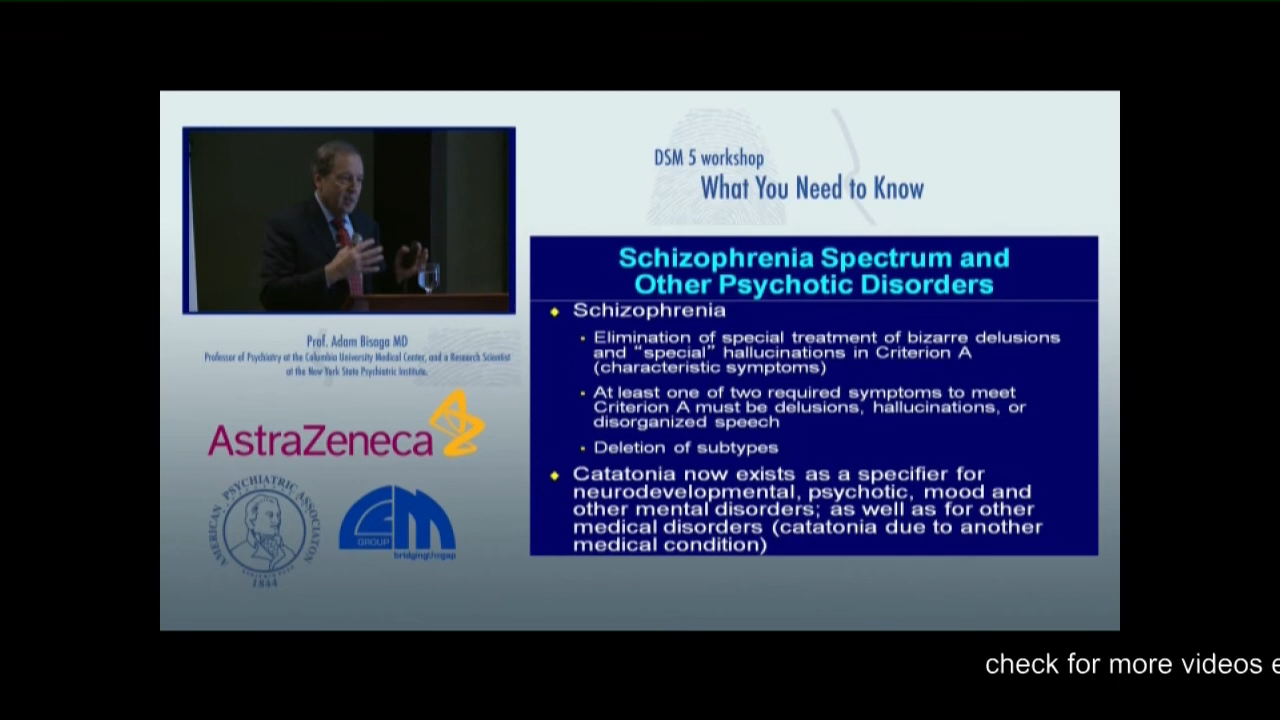 DSM 5 workshop
What You Need to Know
Prof. Adam Bisaga MD
Professor of Psychiatry at the Columbia University Medical Center, and a Research Scientist
at the New York State Psychiatric Institute.
AstraZeneca
AMERICAN PSYCHIATRIC ASSOCIATION
1844
GROUP
bridging the gap
Schizophrenia Spectrum and
Other Psychotic Disorders
Schizophrenia
Elimination of special treatment of bizarre delusions
and “special” hallucinations in Criterion A
(characteristic symptoms)
At least one of two required symptoms to meet
Criterion A must be delusions, hallucinations, or
disorganized speech
Deletion of subtypes
Catatonia now exists as a specifier for
neurodevelopmental, psychotic, mood and
other mental disorders; as well as for other
medical disorders (catatonia due to another
medical condition)
check for more videos e